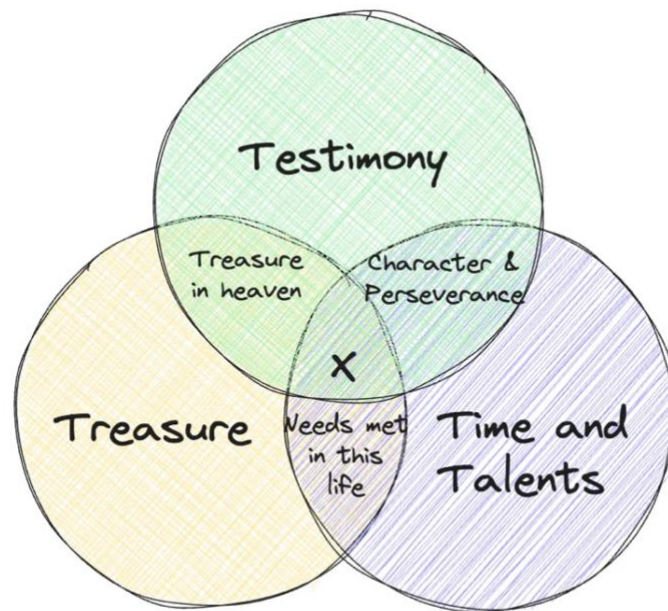 Testimony
Treasure
in heaven
Character &
Perseverance
X
Treasure
Needs met
in this
life
Time and
Talents